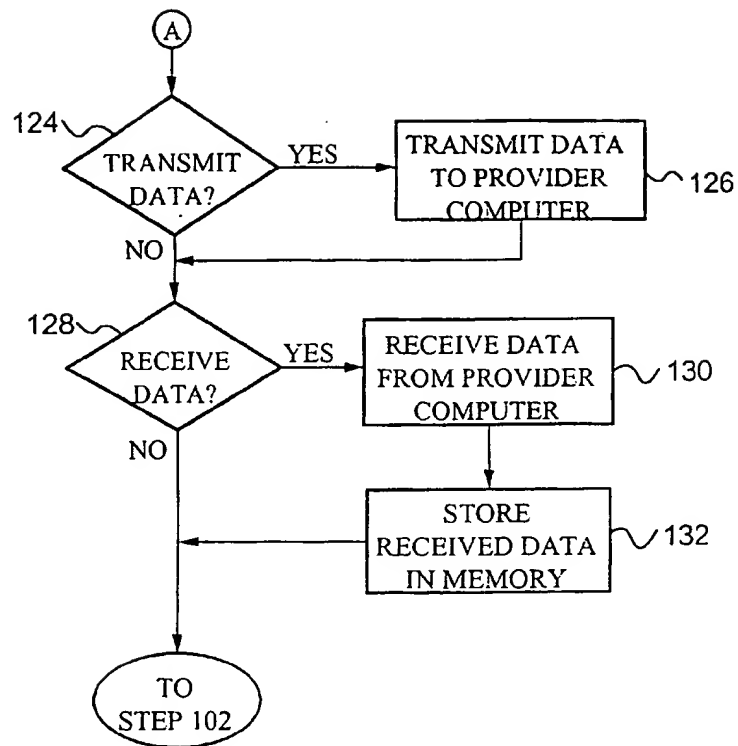 A
124
TRANSMIT
DATA?
YES
TRANSMIT DATA
TO PROVIDER
COMPUTER
126
NO
128
RECEIVE
DATA?
YES
RECEIVE DATA
FROM PROVIDER
COMPUTER
130
NO
STORE
RECEIVED DATA
IN MEMORY
132
TO
STEP 102